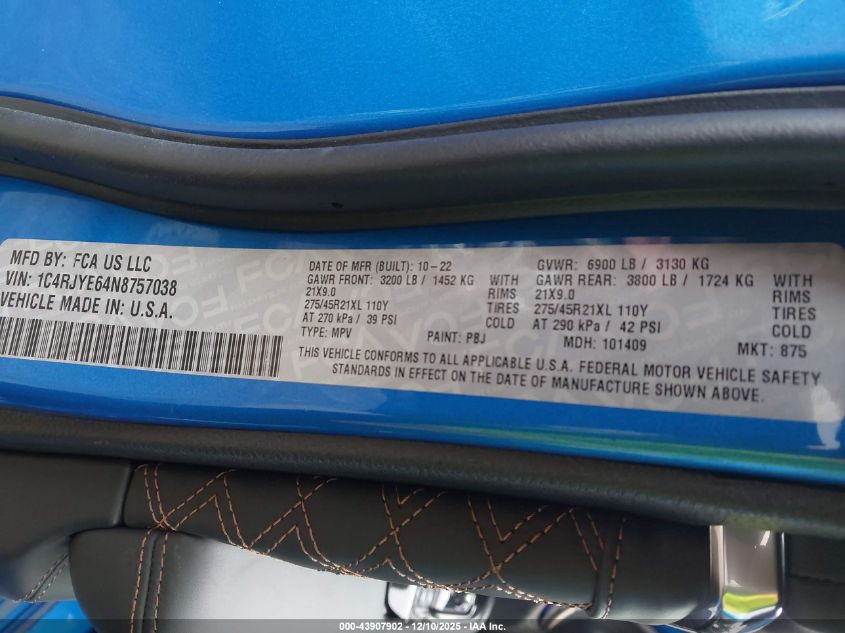 MFD BY: FCA US LLC
VIN: 1C4RJYE64N8757038
VEHICLE MADE IN U.S.A.
DATE OF MFR (BUILT): 10-22
GAWR FRONT: 3200 LB / 1452 KG WITH
21X9.0 RIMS
275/45R21XL 110Y TIRES
AT 270 kPa / 39 PSI COLD
TYPE: MPV PAINT: PBJ
GVWR: 6900 LB / 3130 KG
GAWR REAR: 3800 LB / 1724 KG WITH
21X9.0 RIMS
275/45R21XL 110Y TIRES
AT 290 kPa / 42 PSI COLD
MDH: 101409 MKT: 875
THIS VEHICLE CONFORMS TO ALL APPLICABLE U.S.A. FEDERAL MOTOR VEHICLE SAFETY
STANDARDS IN EFFECT ON THE DATE OF MANUFACTURE SHOWN ABOVE.
000-43907902 - 12/10/2025 - IAA Inc.